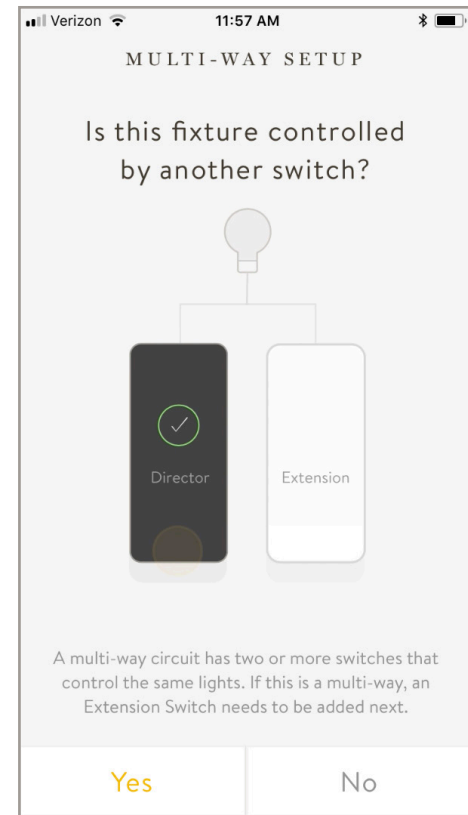 Verizon 11:57 AM
MULTI-WAY SETUP
Is this fixture controlled
by another switch?
Director Extension
A multi-way circuit has two or more switches that
control the same lights. If this is a multi-way, an
Extension Switch needs to be added next.
Yes No